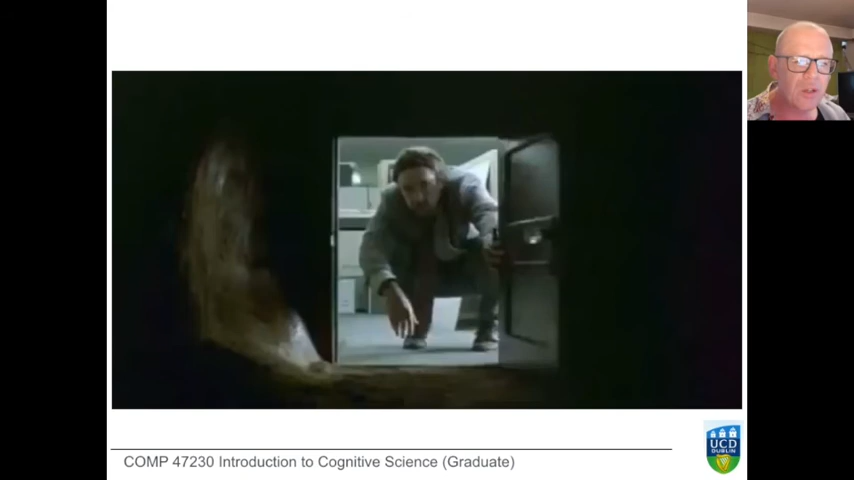 COMP 47230 Introduction to Cognitive Science (Graduate)
UCD
DUBLIN